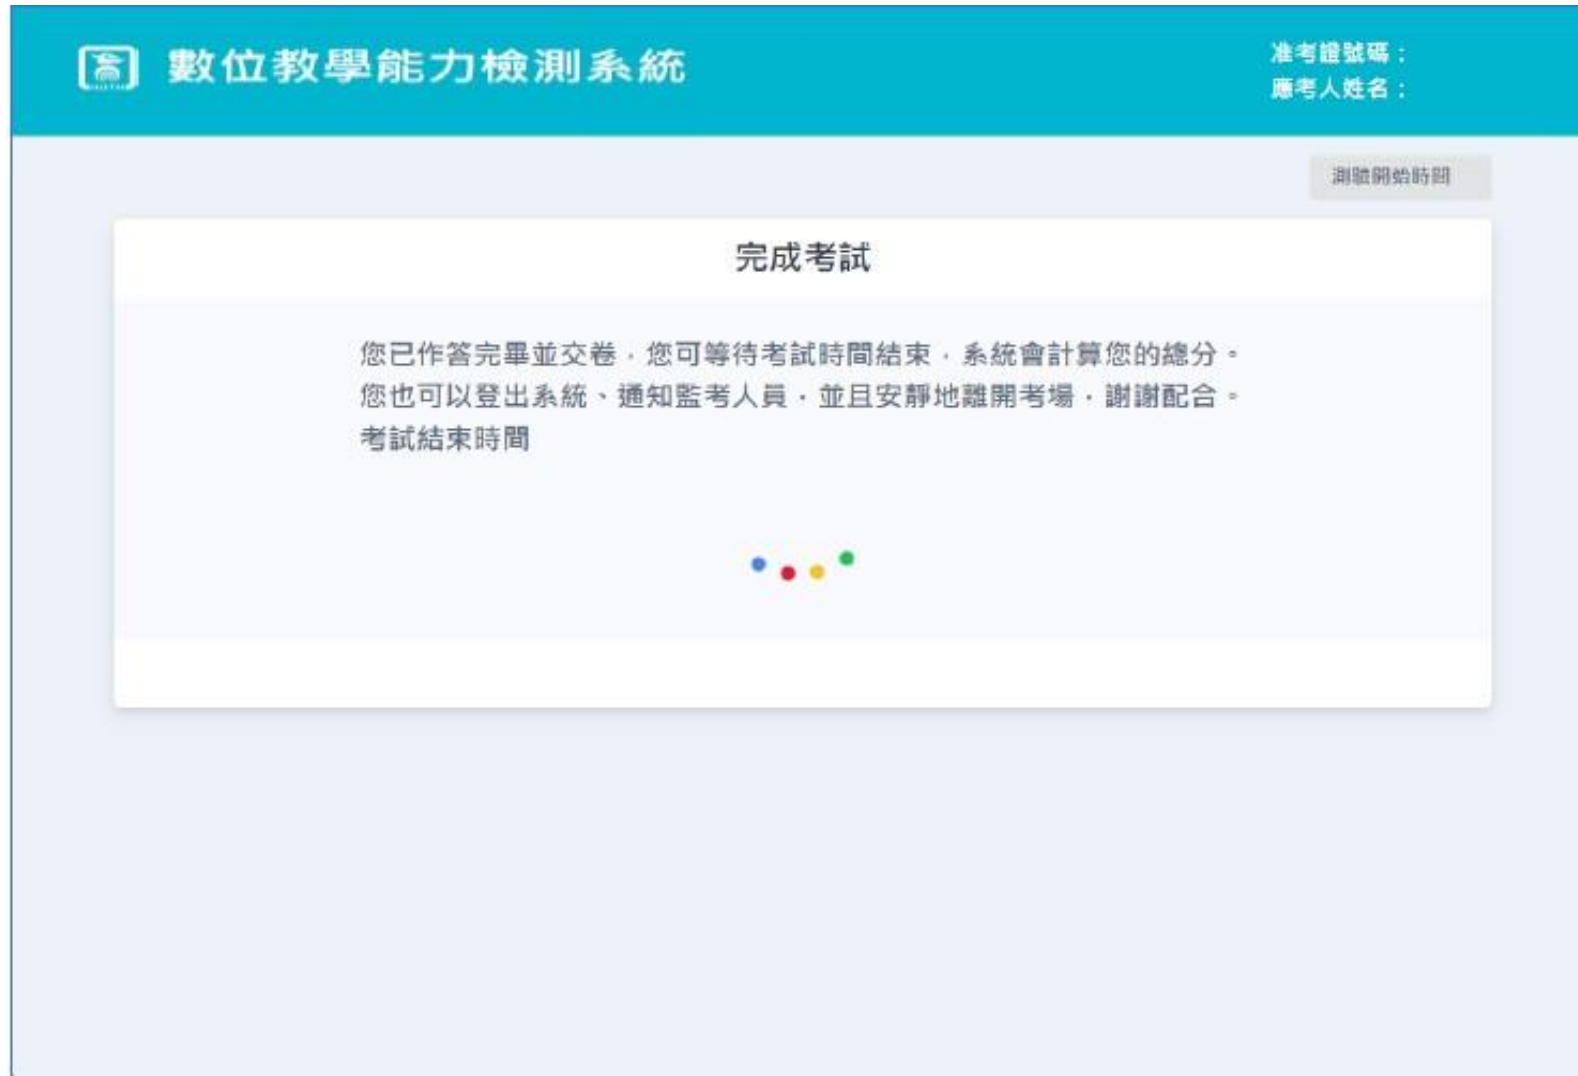 數位教學能力檢測系統
准考證號碼：
應考人姓名：
測驗開始時間
完成考試
您已作答完畢並交卷，您可等待考試時間結束，系統會計算您的總分。
您也可以登出系統、通知監考人員，並且安靜地離開考場，謝謝配合。
考試結束時間